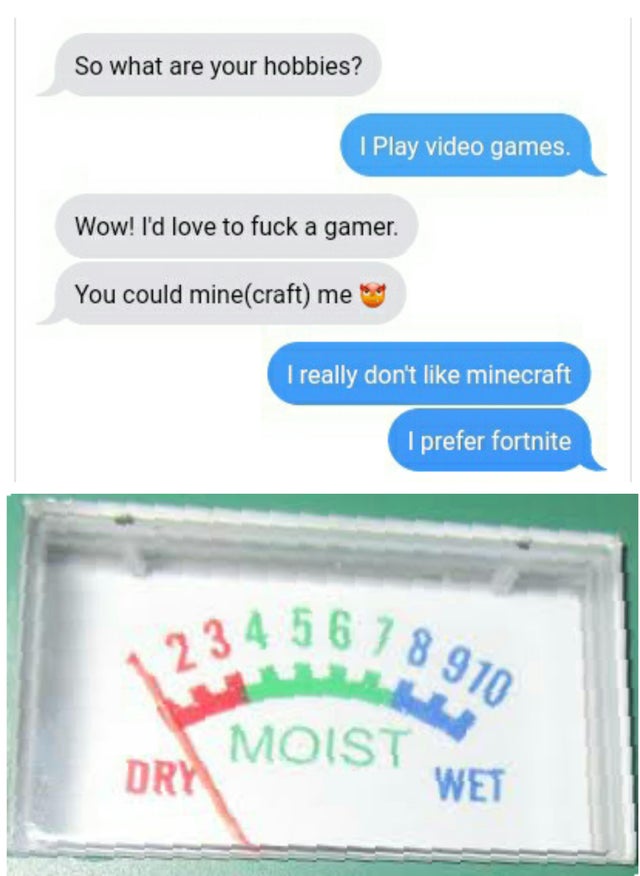 So what are your hobbies?
I Play video games.
Wow! I'd love to fuck a gamer.
You could mine(craft) me 😈
I really don't like minecraft
I prefer fortnite
2 3 4 5 6 7 8 9 10
MOIST
DRY
WET